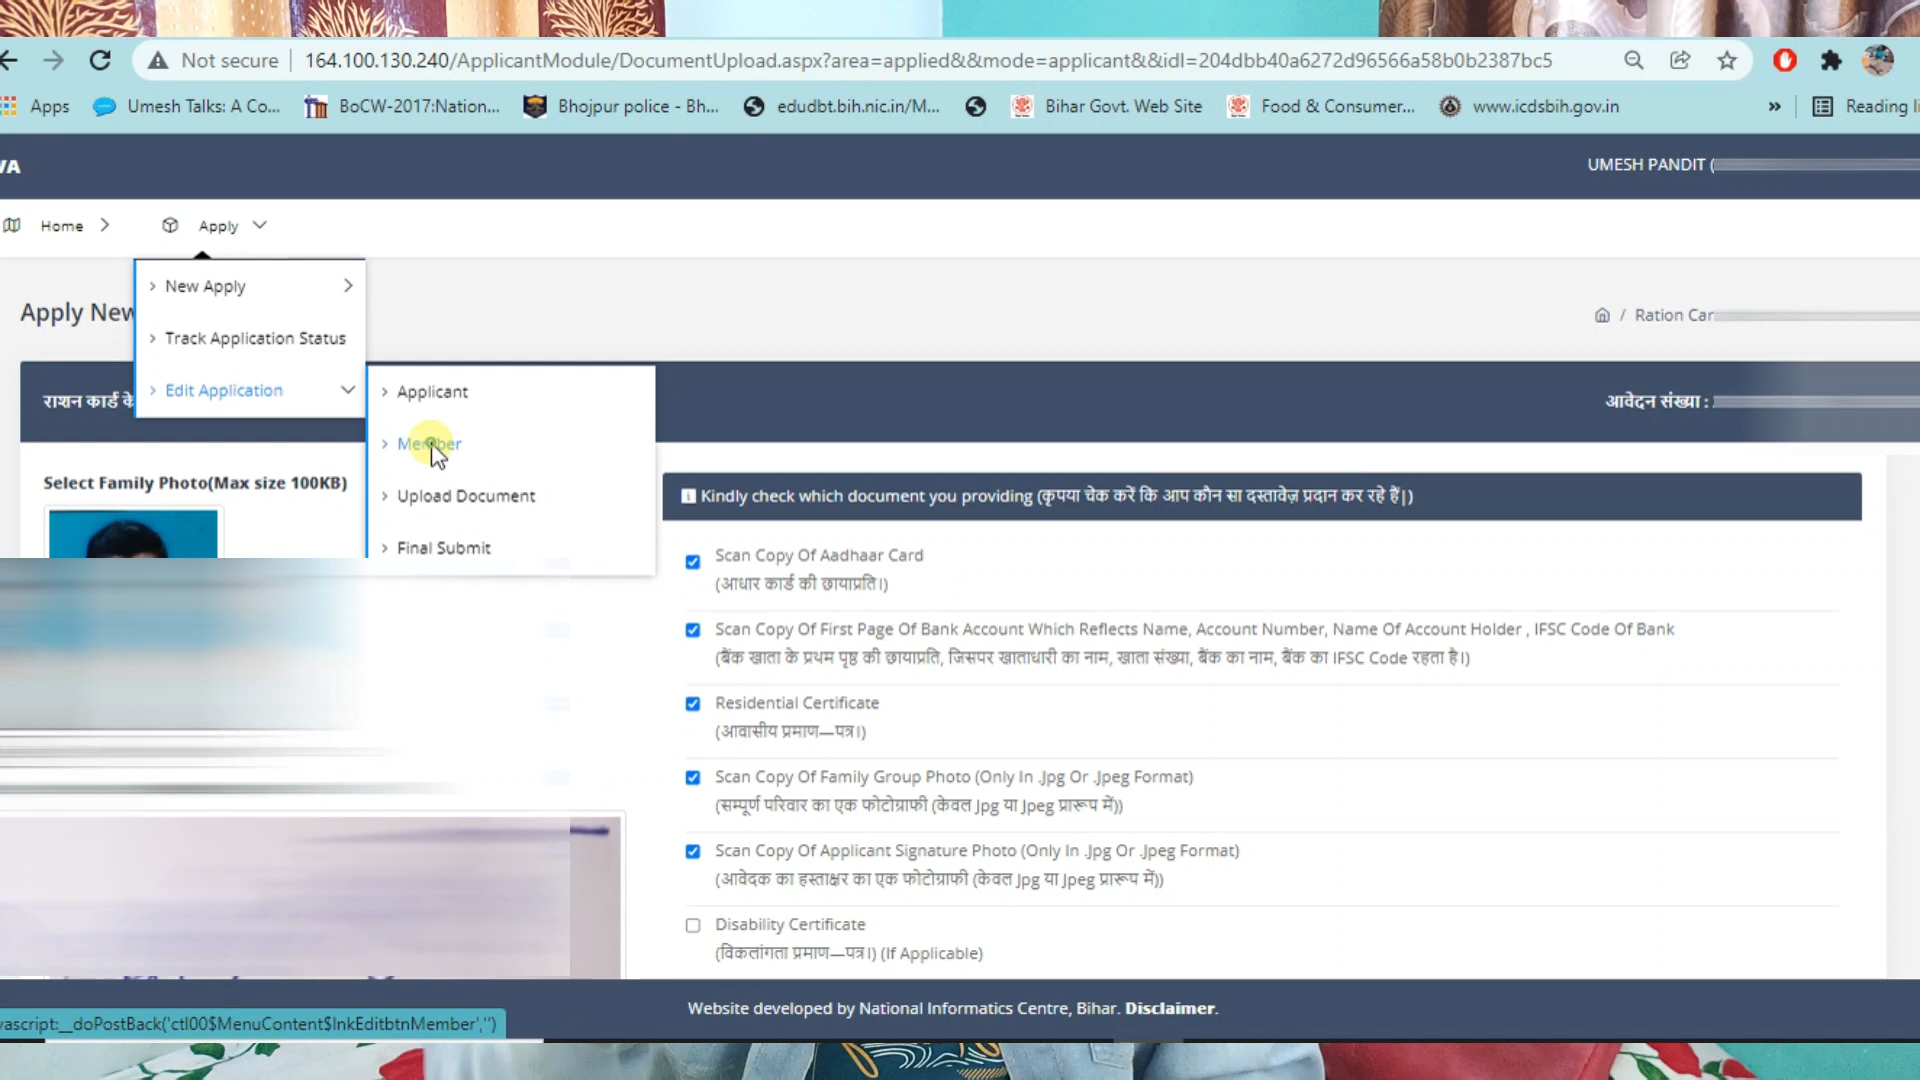 Not secure | 164.100.130.240/ApplicantModule/DocumentUpload.aspx?area=applied&&mode=applicant&&idl=204dbb40a6272d96566a58b0b2387bc5
Apps Umesh Talks: A Co... BoCW-2017:Nation... Bhojpur police - Bh... edudbt.bih.nic.in/M... Bihar Govt. Web Site Food & Consumer... www.icdsbih.gov.in » Reading li
VA UMESH PANDIT (
Home Apply
New Apply
Apply New / Ration Car
Track Application Status
Edit Application
Applicant
राशन कार्ड के आवेदन संख्या :
Member
Select Family Photo(Max size 100KB)
Upload Document
Kindly check which document you providing (कृपया चेक करें कि आप कौन सा दस्तावेज़ प्रदान कर रहे हैं|)
Final Submit
Scan Copy Of Aadhaar Card
(आधार कार्ड की छायाप्रति।)
Scan Copy Of First Page Of Bank Account Which Reflects Name, Account Number, Name Of Account Holder , IFSC Code Of Bank
(बैंक खाता के प्रथम पृष्ठ की छायाप्रति, जिसपर खाताधारी का नाम, खाता संख्या, बैंक का नाम, बैंक का IFSC Code रहता है।)
Residential Certificate
(आवासीय प्रमाण—पत्र।)
Scan Copy Of Family Group Photo (Only In .Jpg Or .Jpeg Format)
(सम्पूर्ण परिवार का एक फोटोग्राफी (केवल Jpg या Jpeg प्रारूप में))
Scan Copy Of Applicant Signature Photo (Only In .Jpg Or .Jpeg Format)
(आवेदक का हस्ताक्षर का एक फोटोग्राफी (केवल Jpg या Jpeg प्रारूप में))
Disability Certificate
(विकलांगता प्रमाण—पत्र।) (If Applicable)
Website developed by National Informatics Centre, Bihar. Disclaimer.
vascript:__doPostBack('ctl00$MenuContent$lnkEditbtnMember','')